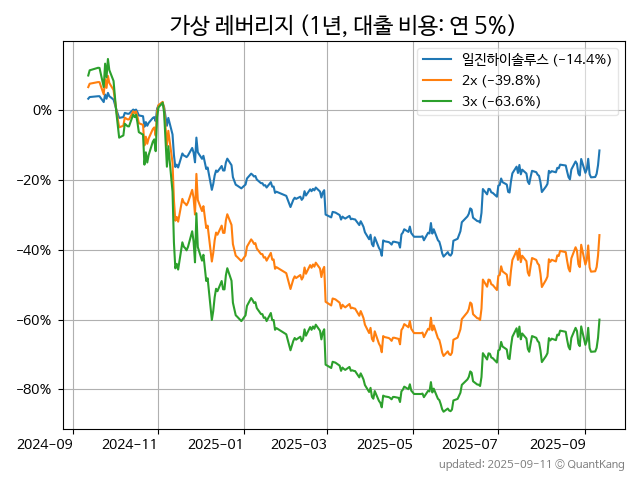 가상 레버리지 (1년, 대출 비용: 연 5%)
일진하이솔루스 (−14.4%)
2x (−39.8%)
3x (−63.6%)
0%
−20%
−40%
−60%
−80%
2024-09 2024-11 2025-01 2025-03 2025-05 2025-07 2025-09
updated: 2025-09-11 © QuantKang